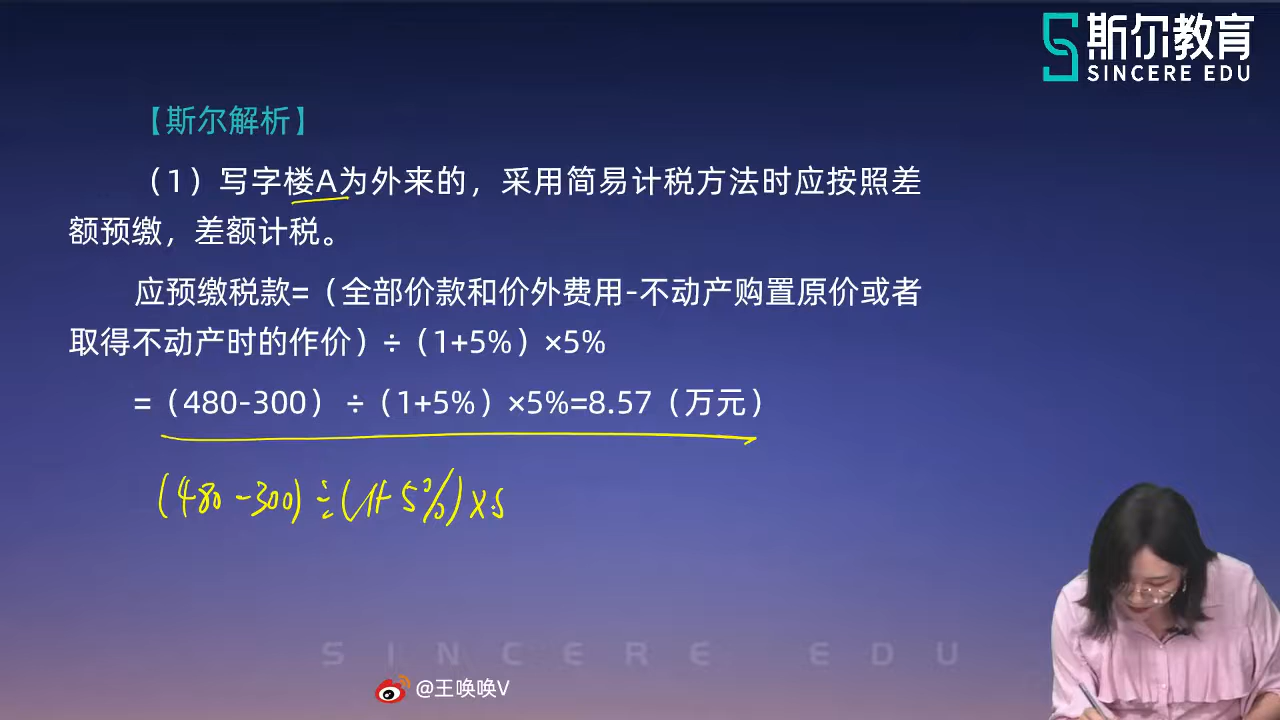 斯尔教育
SINCERE EDU
【斯尔解析】
（1）写字楼A为外来的，采用简易计税方法时应按照差
额预缴，差额计税。
应预缴税款=（全部价款和价外费用-不动产购置原价或者
取得不动产时的作价）÷（1+5%）×5%
=（480-300）÷（1+5%）×5%=8.57（万元）
(480-300)÷(1+5%)×5
SINCERE EDU
@王唤唤V